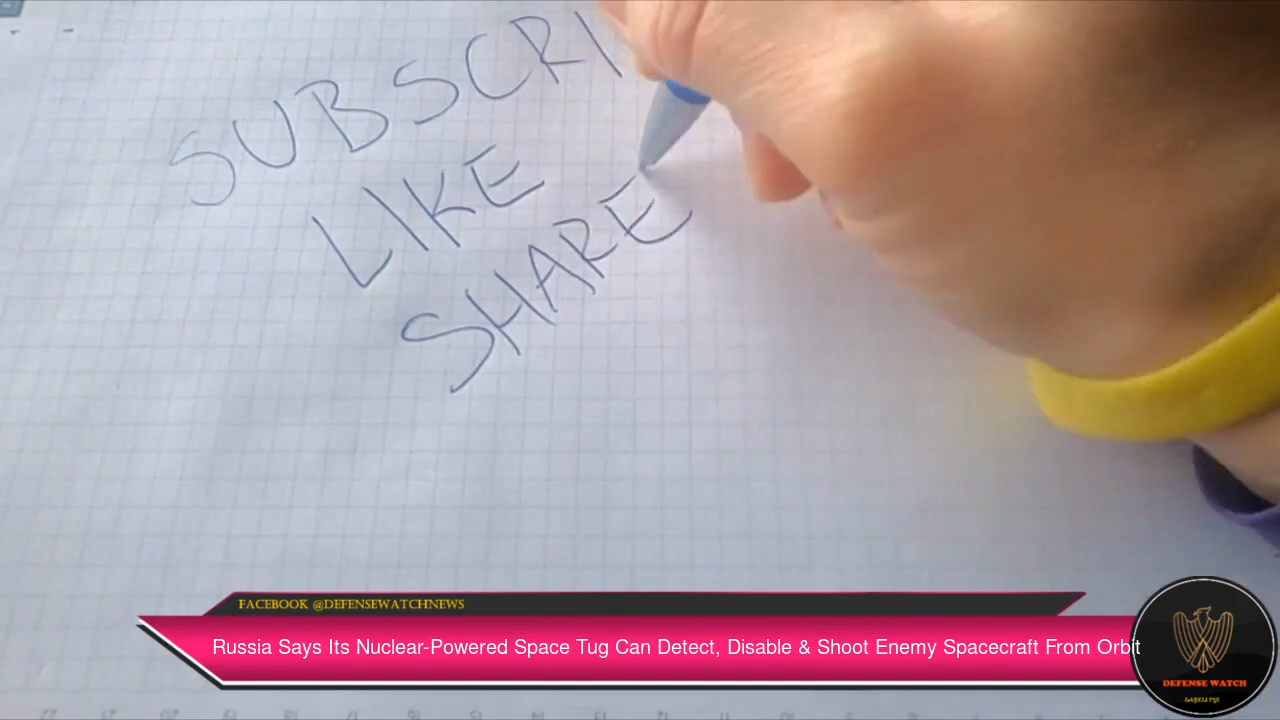 SUBSCRI
LIKE
SHARE
FACEBOOK @DEFENSEWATCHNEWS
Russia Says Its Nuclear-Powered Space Tug Can Detect, Disable & Shoot Enemy Spacecraft From Orbit
DEFENSE WATCH